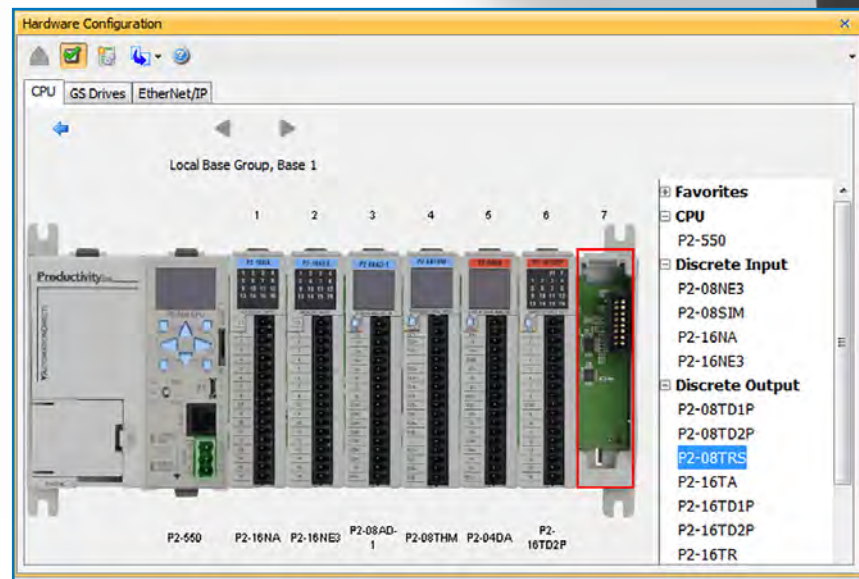 Hardware Configuration
CPU GS Drives EtherNet/IP
Local Base Group, Base 1
1 2 3 4 5 6 7
Productivity
P2-550 P2-16NA P2-16NE3 P2-08AD-1 P2-08THM P2-04DA P2-16TD2P
Favorites
CPU
P2-550
Discrete Input
P2-08NE3
P2-08SIM
P2-16NA
P2-16NE3
Discrete Output
P2-08TD1P
P2-08TD2P
P2-08TRS
P2-16TA
P2-16TD1P
P2-16TD2P
P2-16TR